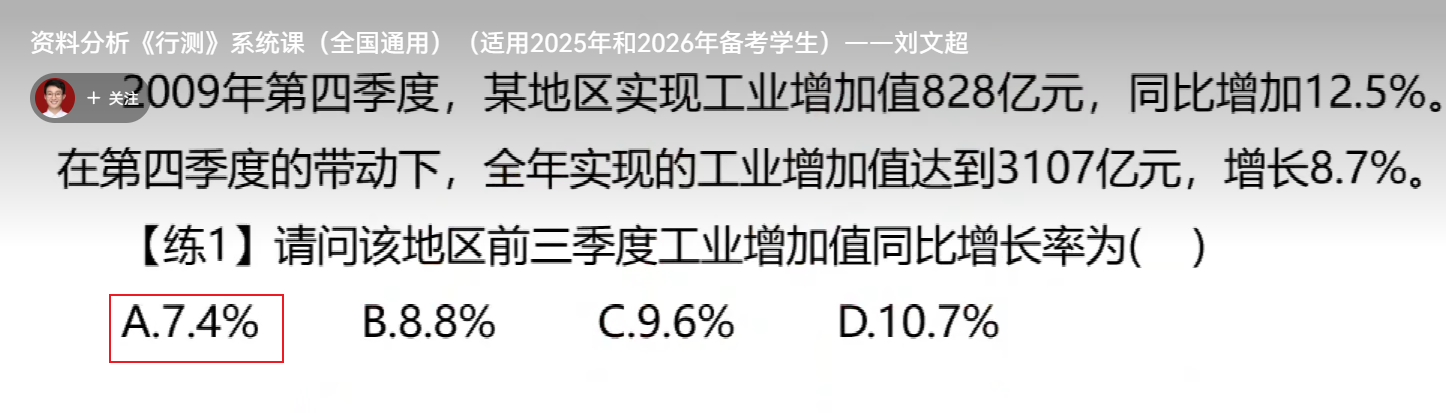 资料分析《行测》系统课（全国通用）（适用2025年和2026年备考学生）——刘文超
+ 关注
2009年第四季度，某地区实现工业增加值828亿元，同比增加12.5%。
在第四季度的带动下，全年实现的工业增加值达到3107亿元，增长8.7%。
【练1】请问该地区前三季度工业增加值同比增长率为( )
A.7.4% B.8.8% C.9.6% D.10.7%